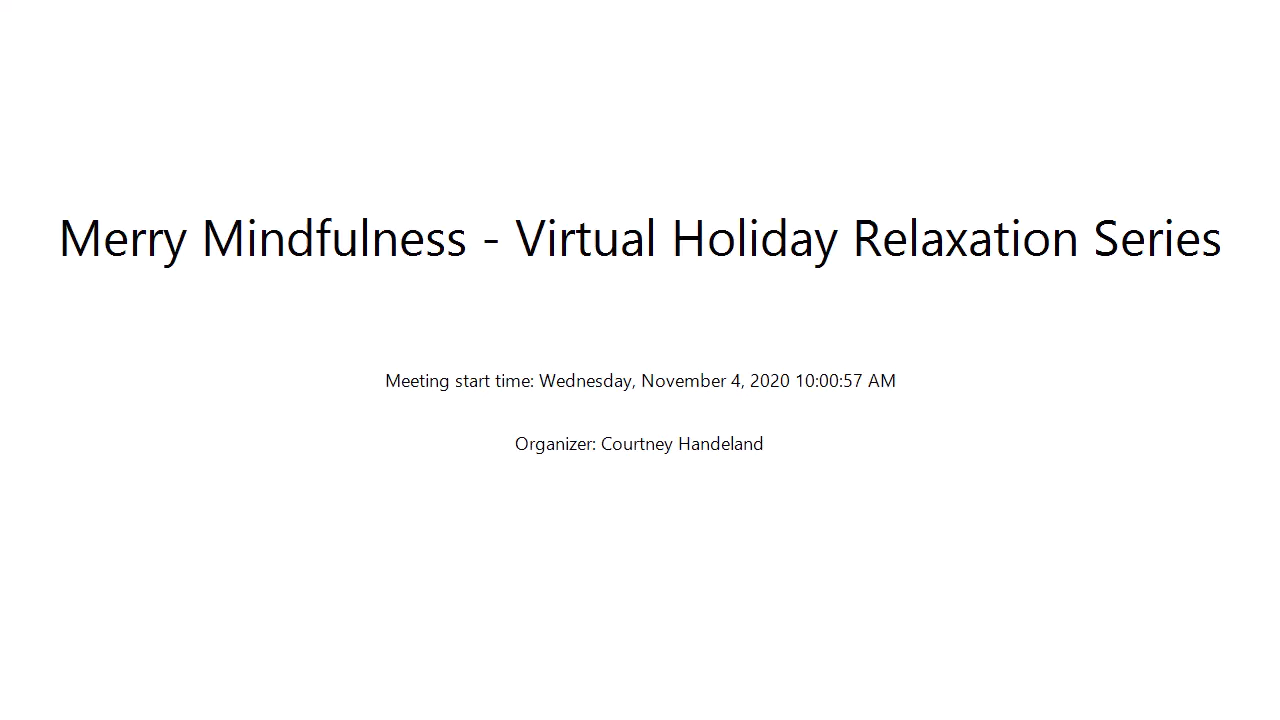 Merry Mindfulness - Virtual Holiday Relaxation Series
Meeting start time: Wednesday, November 4, 2020 10:00:57 AM
Organizer: Courtney Handeland